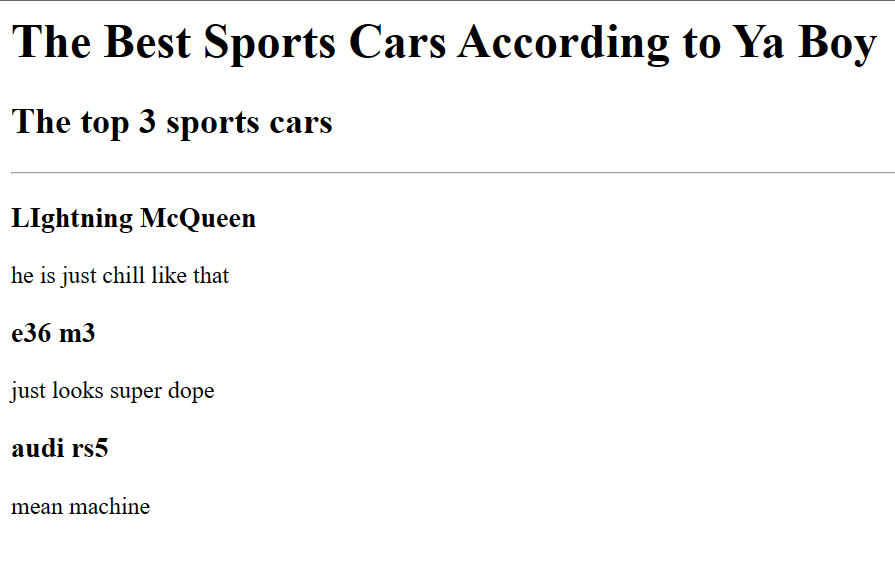 The Best Sports Cars According to Ya Boy
The top 3 sports cars
LIghtning McQueen
he is just chill like that
e36 m3
just looks super dope
audi rs5
mean machine